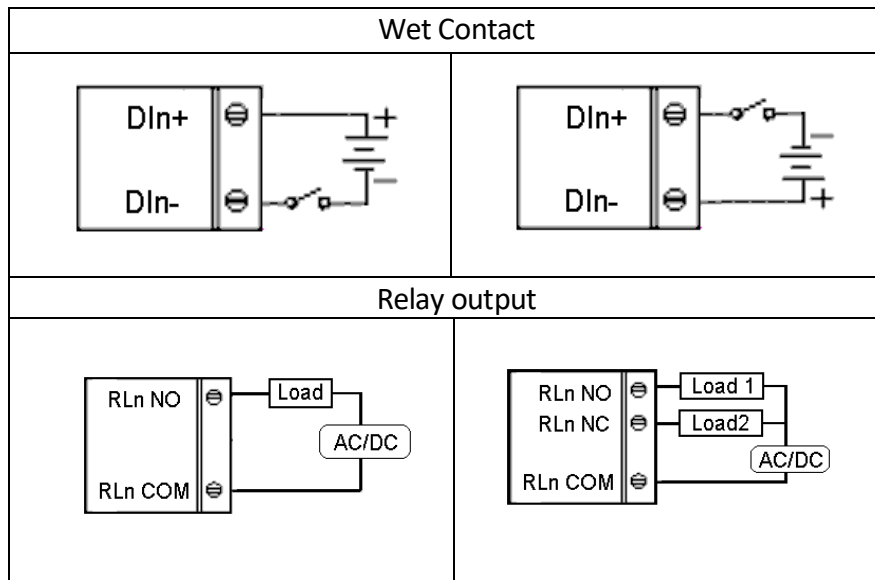 Wet Contact
DIn+
+
DIn-
−
DIn+
−
DIn-
+
Relay output
RLn NO
Load
AC/DC
RLn COM
RLn NO
Load 1
RLn NC
Load2
AC/DC
RLn COM